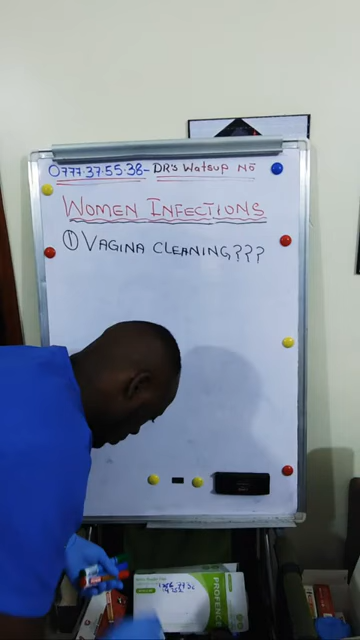 0777-37-55-38- DR's Watsup No
WOMEN INFECTIONS
① VAGINA CLEANING???
PROFENCE